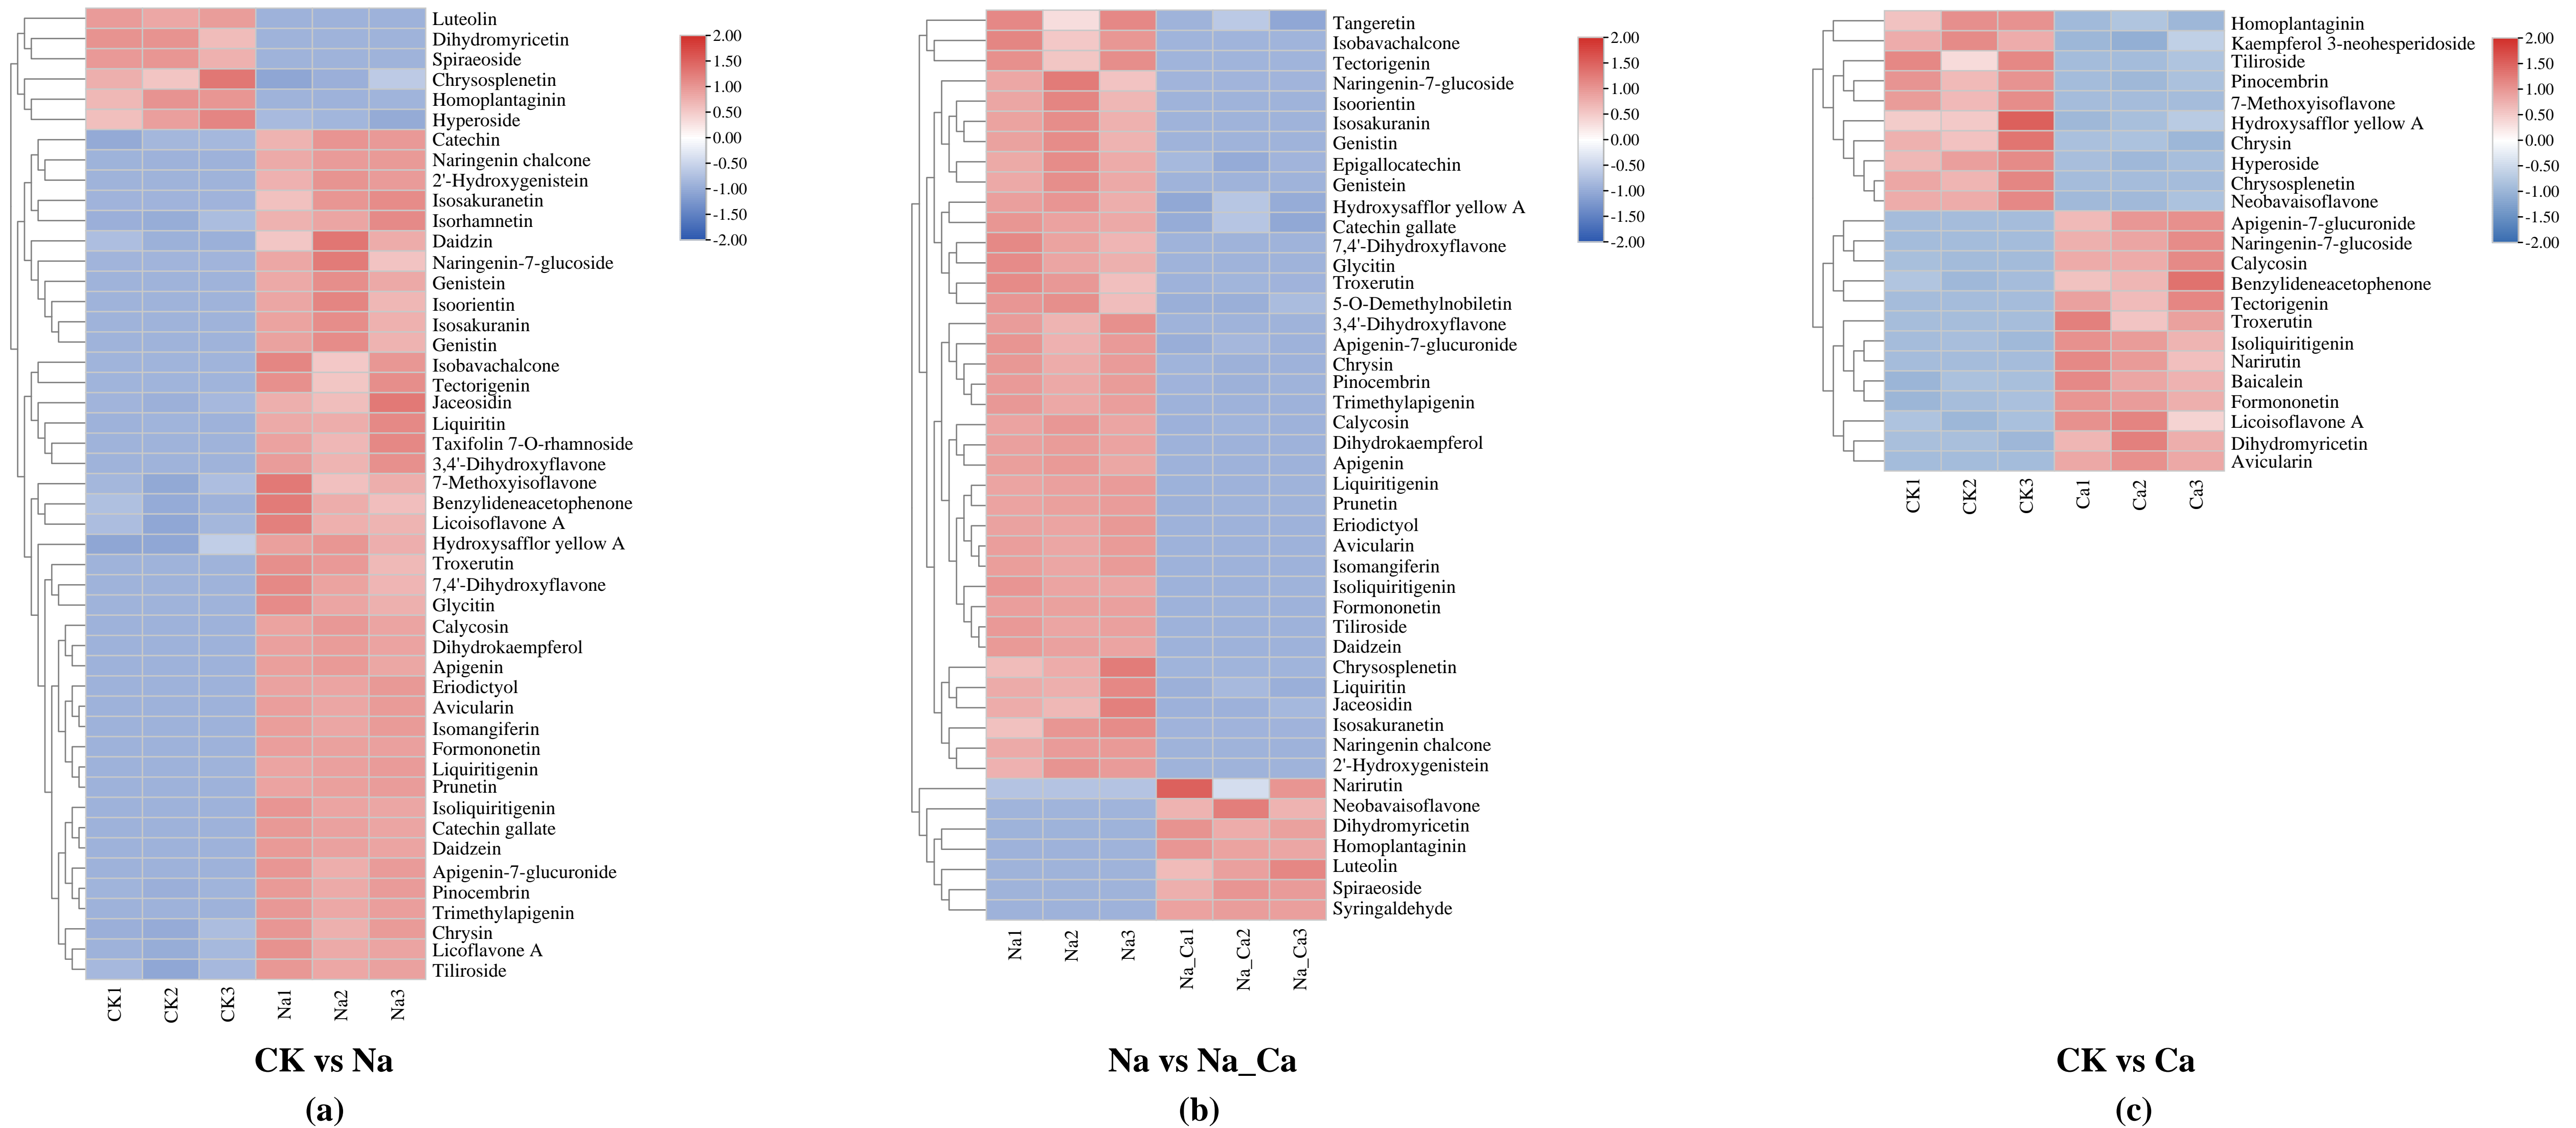 Luteolin
Dihydromyricetin
Spiraeoside
Chrysosplenetin
Homoplantaginin
Hyperoside
Catechin
Naringenin chalcone
2'-Hydroxygenistein
Isosakuranetin
Isorhamnetin
Daidzin
Naringenin-7-glucoside
Genistein
Isoorientin
Isosakuranin
Genistin
Isobavachalcone
Tectorigenin
Jaceosidin
Liquiritin
Taxifolin 7-O-rhamnoside
3,4'-Dihydroxyflavone
7-Methoxyisoflavone
Benzylideneacetophenone
Licoisoflavone A
Hydroxysafflor yellow A
Troxerutin
7,4'-Dihydroxyflavone
Glycitin
Calycosin
Dihydrokaempferol
Apigenin
Eriodictyol
Avicularin
Isomangiferin
Formononetin
Liquiritigenin
Prunetin
Isoliquiritigenin
Catechin gallate
Daidzein
Apigenin-7-glucuronide
Pinocembrin
Trimethylapigenin
Chrysin
Licoflavone A
Tiliroside
CK1
CK2
CK3
Na1
Na2
Na3
2.00
1.50
1.00
0.50
0.00
-0.50
-1.00
-1.50
-2.00
CK vs Na
(a)
Tangeretin
Isobavachalcone
Tectorigenin
Naringenin-7-glucoside
Isoorientin
Isosakuranin
Genistin
Epigallocatechin
Genistein
Hydroxysafflor yellow A
Catechin gallate
7,4'-Dihydroxyflavone
Glycitin
Troxerutin
5-O-Demethylnobiletin
3,4'-Dihydroxyflavone
Apigenin-7-glucuronide
Chrysin
Pinocembrin
Trimethylapigenin
Calycosin
Dihydrokaempferol
Apigenin
Liquiritigenin
Prunetin
Eriodictyol
Avicularin
Isomangiferin
Isoliquiritigenin
Formononetin
Tiliroside
Daidzein
Chrysosplenetin
Liquiritin
Jaceosidin
Isosakuranetin
Naringenin chalcone
2'-Hydroxygenistein
Narirutin
Neobavaisoflavone
Dihydromyricetin
Homoplantaginin
Luteolin
Spiraeoside
Syringaldehyde
Na1
Na2
Na3
Na_Ca1
Na_Ca2
Na_Ca3
2.00
1.50
1.00
0.50
0.00
-0.50
-1.00
-1.50
-2.00
Na vs Na_Ca
(b)
Homoplantaginin
Kaempferol 3-neohesperidoside
Tiliroside
Pinocembrin
7-Methoxyisoflavone
Hydroxysafflor yellow A
Chrysin
Hyperoside
Chrysosplenetin
Neobavaisoflavone
Apigenin-7-glucuronide
Naringenin-7-glucoside
Calycosin
Benzylideneacetophenone
Tectorigenin
Troxerutin
Isoliquiritigenin
Narirutin
Baicalein
Formononetin
Licoisoflavone A
Dihydromyricetin
Avicularin
CK1
CK2
CK3
Ca1
Ca2
Ca3
2.00
1.50
1.00
0.50
0.00
-0.50
-1.00
-1.50
-2.00
CK vs Ca
(c)